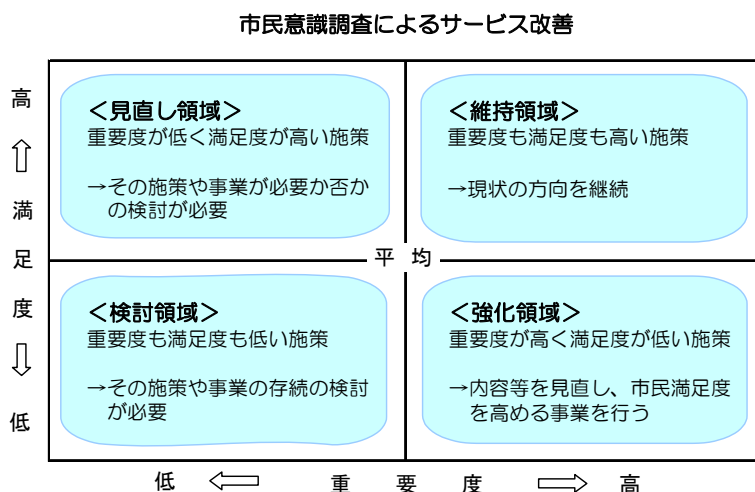 市民意識調査によるサービス改善
高
満
足
度
低
＜見直し領域＞
重要度が低く満足度が高い施策
→その施策や事業が必要か否か
の検討が必要
＜維持領域＞
重要度も満足度も高い施策
→現状の方向を継続
平 均
＜検討領域＞
重要度も満足度も低い施策
→その施策や事業の存続の検討
が必要
＜強化領域＞
重要度が高く満足度が低い施策
→内容等を見直し、市民満足度
を高める事業を行う
低 重 要 度 高